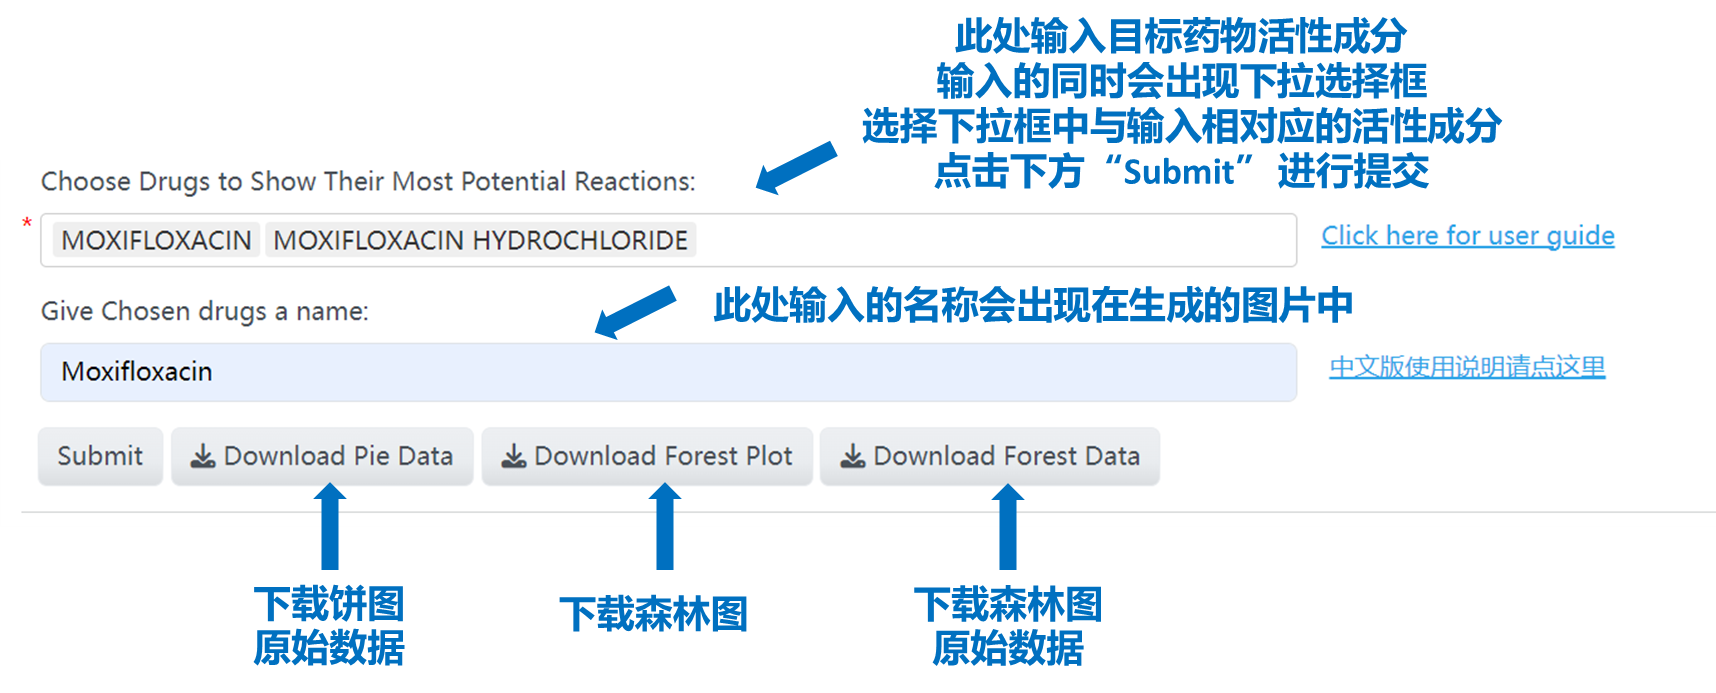 此处输入目标药物活性成分
输入的同时会出现下拉选择框
选择下拉框中与输入相对应的活性成分
点击下方“Submit”进行提交
Choose Drugs to Show Their Most Potential Reactions:
*
MOXIFLOXACIN MOXIFLOXACIN HYDROCHLORIDE
Click here for user guide
Give Chosen drugs a name:
此处输入的名称会出现在生成的图片中
Moxifloxacin
中文版使用说明请点这里
Submit
Download Pie Data
Download Forest Plot
Download Forest Data
下载饼图
原始数据
下载森林图
下载森林图
原始数据